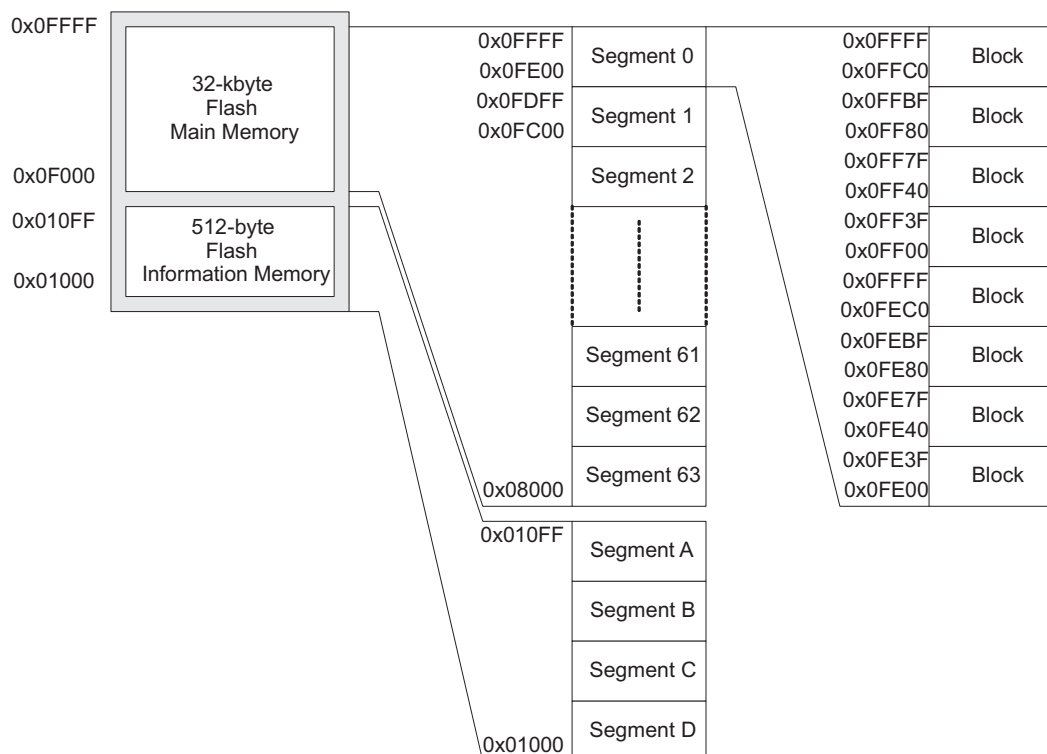 0x0FFFF
32-kbyte
Flash
Main Memory
0x0F000
0x010FF
512-byte
Flash
Information Memory
0x01000
0x0FFFF
0x0FE00
Segment 0
0x0FDFF
0x0FC00
Segment 1
Segment 2
Segment 61
Segment 62
Segment 63
0x08000
0x010FF
Segment A
Segment B
Segment C
Segment D
0x01000
0x0FFFF
0x0FFC0
Block
0x0FFBF
0x0FF80
Block
0x0FF7F
0x0FF40
Block
0x0FF3F
0x0FF00
Block
0x0FFFF
0x0FEC0
Block
0x0FEBF
0x0FE80
Block
0x0FE7F
0x0FE40
Block
0x0FE3F
0x0FE00
Block